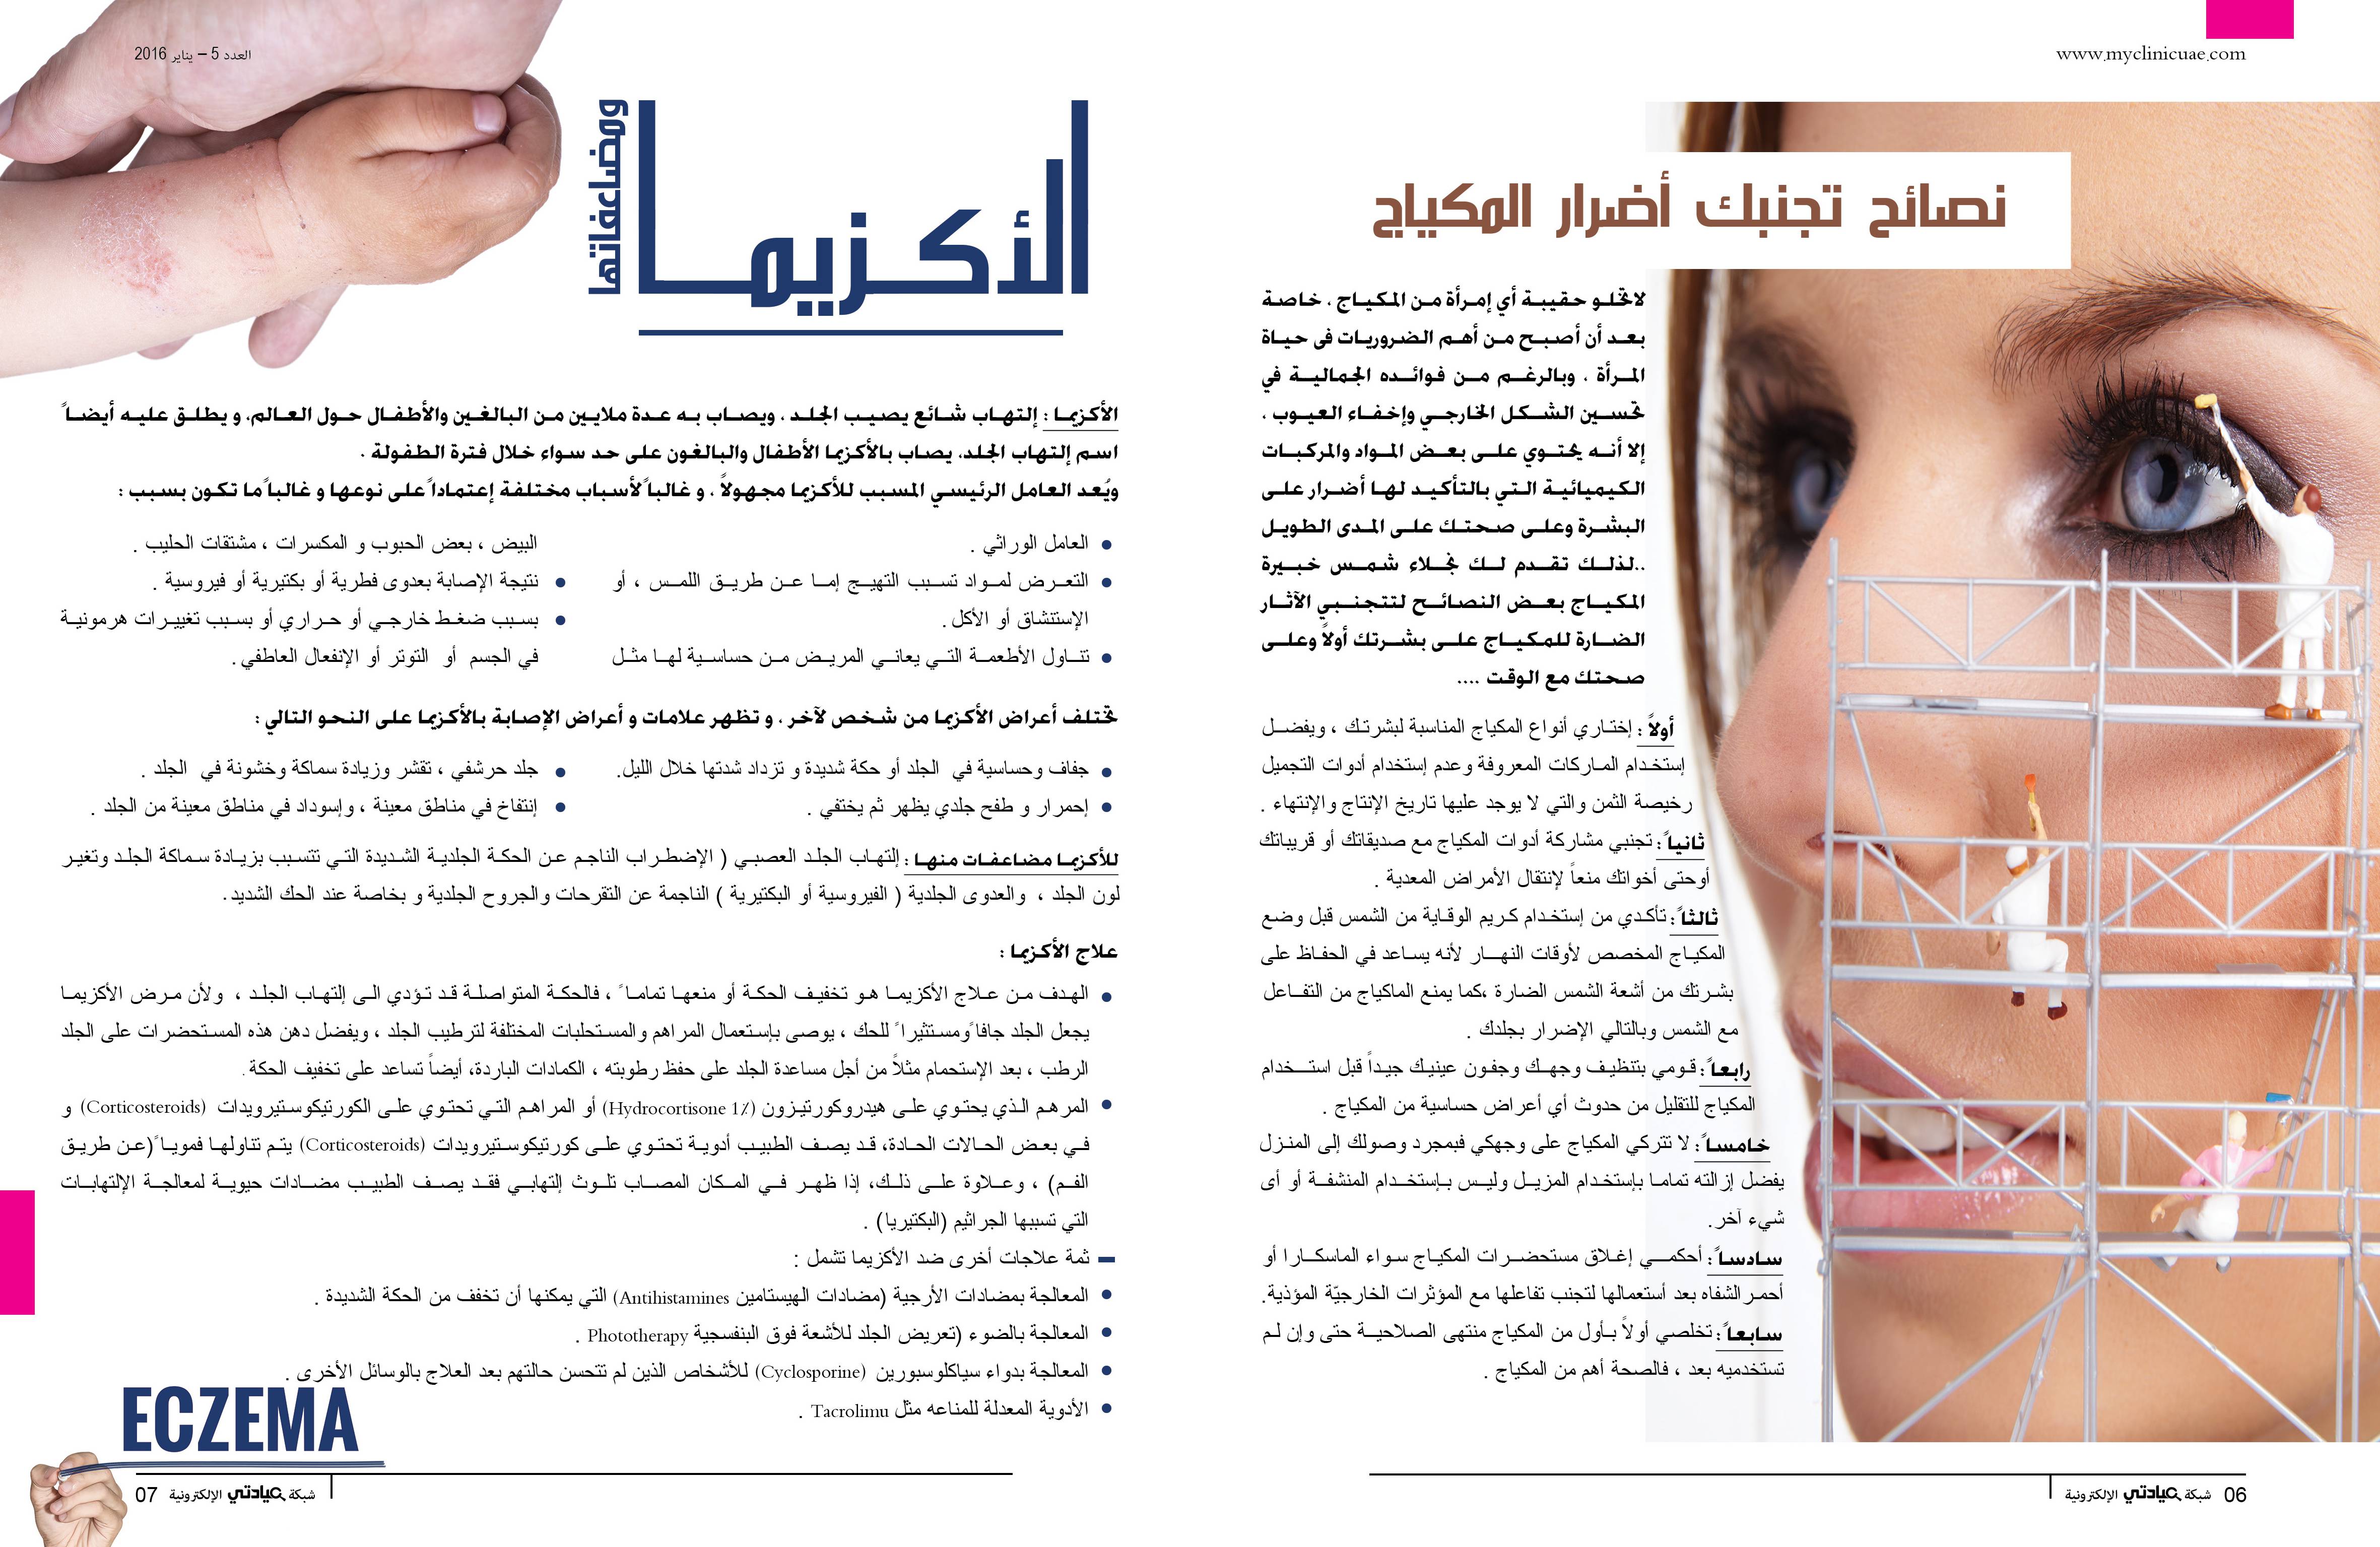 www.myclinicuae.com
نصائح تجنبك أضرار المكياج
لاتخلو حقيبة أي إمرأة من المكياج ، خاصة
بعد أن أصبح من أهم الضروريات فى حياة
المرأة ، وبالرغم من فوائده الجمالية في
تحسين الشكل الخارجي وإخفاء العيوب ،
إلا أنه يحتوي على بعض المواد والمركبات
الكيميائية التي بالتأكيد لها أضرار على
البشرة وعلى صحتك على المدى الطويل
..لذلك تقدم لك نجلاء شمس خبيرة
المكياج بعض النصائح لتتجنبي الآثار
الضارة للمكياج على بشرتك أولاً وعلى
صحتك مع الوقت ....
أولاً : إختاري أنواع المكياج المناسبة لبشرتك ، ويفضل
إستخدام الماركات المعروفة وعدم إستخدام أدوات التجميل
رخيصة الثمن والتي لا يوجد عليها تاريخ الإنتاج والإنتهاء .
ثانياً : تجنبي مشاركة أدوات المكياج مع صديقاتك أو قريباتك
أوحتى أخواتك منعاً لإنتقال الأمراض المعدية .
ثالثاً : تأكدي من إستخدام كريم الوقاية من الشمس قبل وضع
المكياج المخصص لأوقات النهار لأنه يساعد في الحفاظ على
بشرتك من أشعة الشمس الضارة ،كما يمنع الماكياج من التفاعل
مع الشمس وبالتالي الإضرار بجلدك .
رابعاً : قومي بتنظيف وجهك وجفون عينيك جيداً قبل استخدام
المكياج للتقليل من حدوث أي أعراض حساسية من المكياج .
خامساً : لا تتركي المكياج على وجهكي فبمجرد وصولك إلى المنزل
يفضل إزالته تماما بإستخدام المزيل وليس بإستخدام المنشفة أو أى
شيء آخر.
سادساً : أحكمي إغلاق مستحضرات المكياج سواء الماسكارا أو
أحمر الشفاه بعد أستعمالها لتجنب تفاعلها مع المؤثرات الخارجيّة المؤذية.
سابعاً : تخلصي أولاً بأول من المكياج منتهى الصلاحية حتى وإن لم
تستخدميه بعد ، فالصحة أهم من المكياج .
06 شبكة عيادتي الإلكترونية
العدد 5 – يناير 2016
الأكزيما
ومضاعفاتها
الأكزيما : إلتهاب شائع يصيب الجلد ، ويصاب به عدة ملايين من البالغين والأطفال حول العالم، و يطلق عليه أيضاً
اسم إلتهاب الجلد، يصاب بالأكزيما الأطفال والبالغون على حد سواء خلال فترة الطفولة .
ويُعد العامل الرئيسي المسبب للأكزيما مجهولاً ، و غالباً لأسباب مختلفة إعتماداً على نوعها و غالباً ما تكون بسبب :
• العامل الوراثي .
• التعرض لمواد تسبب التهيج إما عن طريق اللمس ، أو
الإستنشاق أو الأكل .
• تناول الأطعمة التي يعاني المريض من حساسية لها مثل
البيض ، بعض الحبوب و المكسرات ، مشتقات الحليب .
• نتيجة الإصابة بعدوى فطرية أو بكتيرية أو فيروسية .
• بسبب ضغط خارجي أو حراري أو بسبب تغييرات هرمونية
في الجسم أو التوتر أو الإنفعال العاطفي .
تختلف أعراض الأكزيما من شخص لآخر ، و تظهر علامات و أعراض الإصابة بالأكزيما على النحو التالي :
• جفاف وحساسية في الجلد أو حكة شديدة و تزداد شدتها خلال الليل.
• إحمرار و طفح جلدي يظهر ثم يختفي .
• جلد حرشفي ، تقشر وزيادة سماكة وخشونة في الجلد .
• إنتفاخ في مناطق معينة ، وإسوداد في مناطق معينة من الجلد .
للأكزيما مضاعفات منها : إلتهاب الجلد العصبي ( الإضطراب الناجم عن الحكة الجلدية الشديدة التي تتسبب بزيادة سماكة الجلد وتغير
لون الجلد ، والعدوى الجلدية ( الفيروسية أو البكتيرية ) الناجمة عن التقرحات والجروح الجلدية و بخاصة عند الحك الشديد.
علاج الأكزيما :
• الهدف من علاج الأكزيما هو تخفيف الحكة أو منعها تماماً ، فالحكة المتواصلة قد تؤدي الى إلتهاب الجلد ، ولأن مرض الأكزيما
يجعل الجلد جافاً ومستثيراً للحك ، يوصى بإستعمال المراهم والمستحلبات المختلفة لترطيب الجلد ، ويفضل دهن هذه المستحضرات على الجلد
الرطب ، بعد الإستحمام مثلاً من أجل مساعدة الجلد على حفظ رطوبته ، الكمادات الباردة، أيضاً تساعد على تخفيف الحكة .
• المرهم الذي يحتوي على هيدروكورتيزون (Hydrocortisone 1٪) أو المراهم التي تحتوي على الكورتيكوستيرويدات (Corticosteroids) و
في بعض الحالات الحادة، قد يصف الطبيب أدوية تحتوي على كورتيكوستيرويدات (Corticosteroids) يتم تناولها فموياً (عن طريق
الفم) ، وعلاوة على ذلك، إذا ظهر في المكان المصاب تلوث إلتهابي فقد يصف الطبيب مضادات حيوية لمعالجة الإلتهابات
التي تسببها الجراثيم (البكتيريا) .
– ثمة علاجات أخرى ضد الأكزيما تشمل :
• المعالجة بمضادات الأرجية (مضادات الهيستامين Antihistamines) التي يمكنها أن تخفف من الحكة الشديدة .
• المعالجة بالضوء (تعريض الجلد للأشعة فوق البنفسجية Phototherapy .
• المعالجة بدواء سياكلوسبورين (Cyclosporine) للأشخاص الذين لم تتحسن حالتهم بعد العلاج بالوسائل الأخرى .
• الأدوية المعدلة للمناعه مثل Tacrolimu .
ECZEMA
شبكة عيادتي الإلكترونية 07